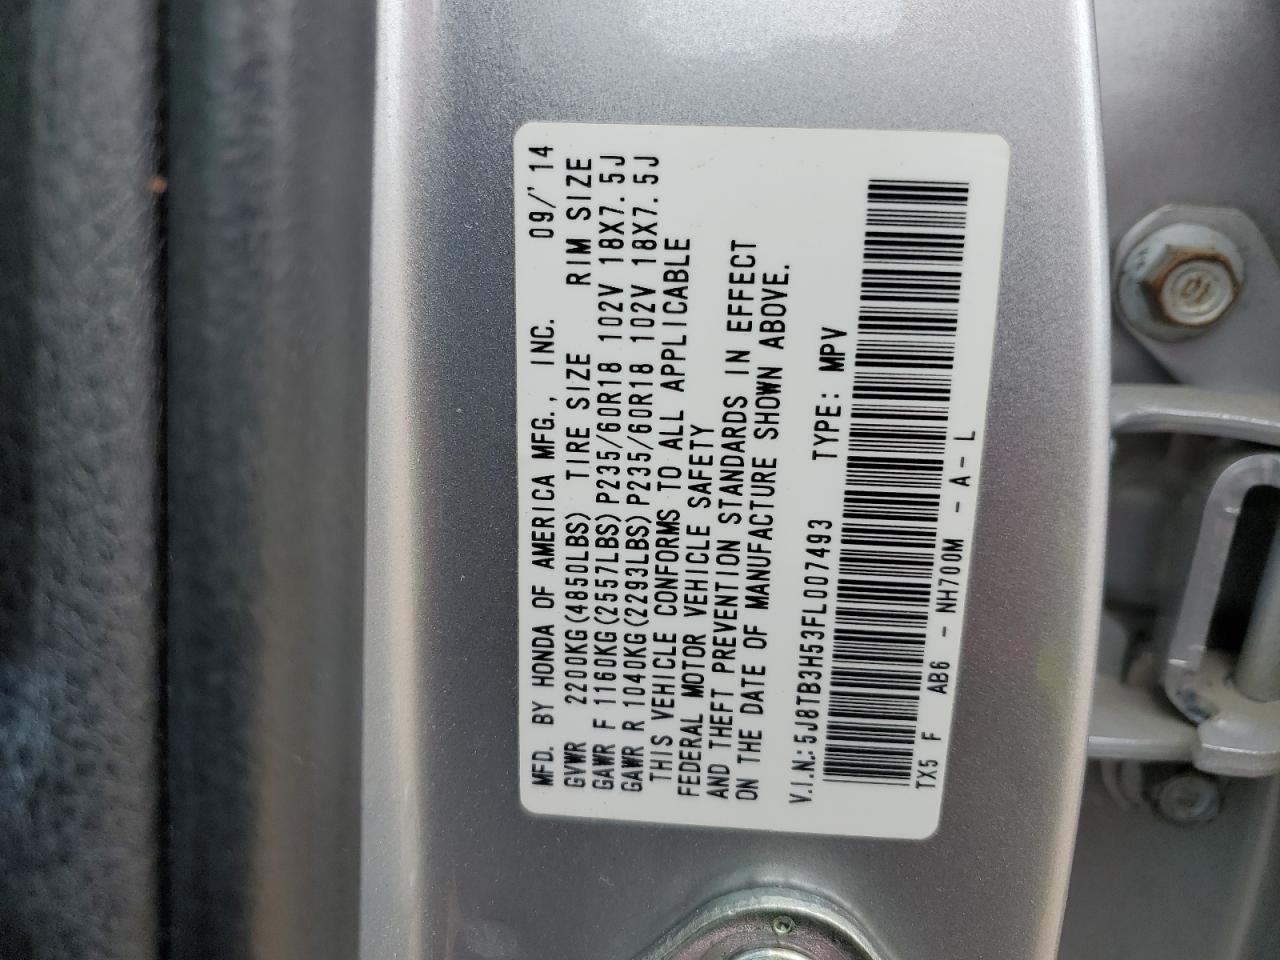 MFD. BY HONDA OF AMERICA MFG., INC. 09/'14
GVWR 2200KG(4850LBS) TIRE SIZE RIM SIZE
GAWR F 1160KG(2557LBS)P235/60R18 102V 18X7.5J
GAWR R 1040KG(2293LBS)P235/60R18 102V 18X7.5J
THIS VEHICLE CONFORMS TO ALL APPLICABLE
FEDERAL MOTOR VEHICLE SAFETY
AND THEFT PREVENTION STANDARDS IN EFFECT
ON THE DATE OF MANUFACTURE SHOWN ABOVE.
V.I.N.:5J8TB3H53FL007493 TYPE: MPV
TX5 F AB6 - NH700M - A-L